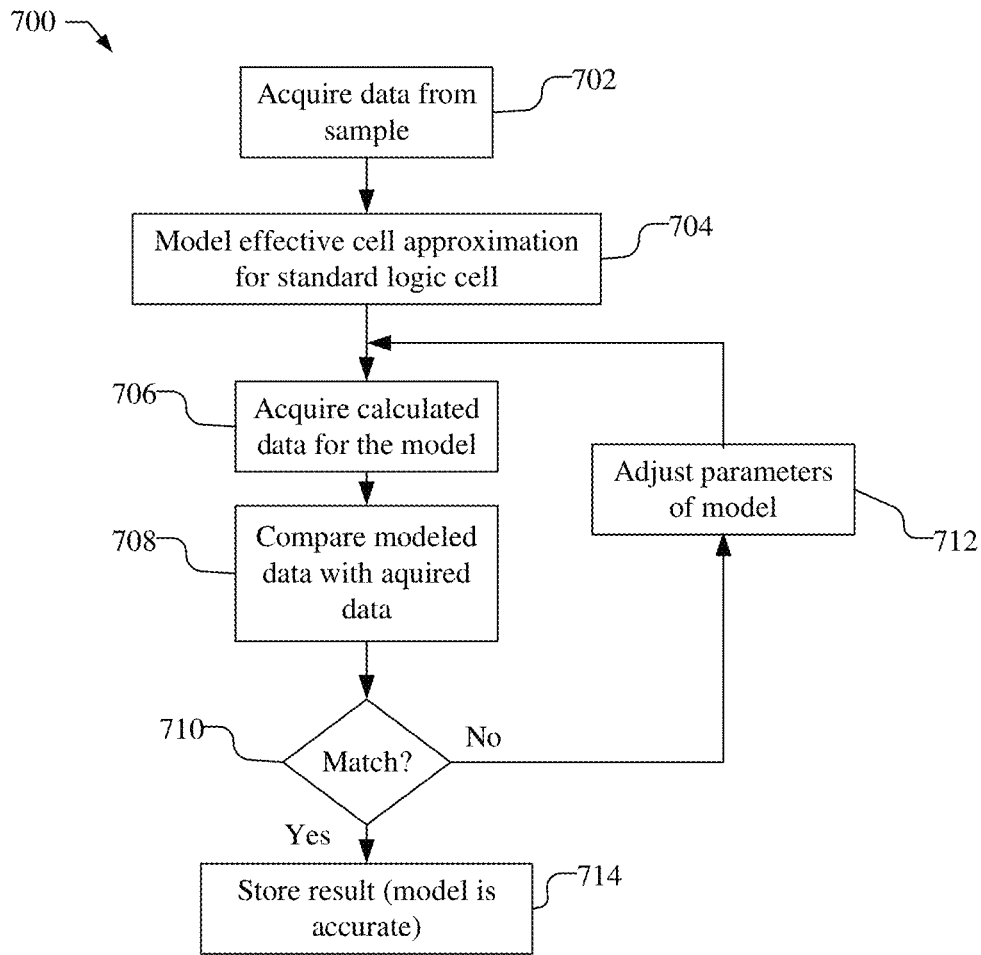 700
Acquire data from
sample
702
Model effective cell approximation
for standard logic cell
704
706
Acquire calculated
data for the model
Adjust parameters
of model
712
708
Compare modeled
data with aquired
data
710
Match?
No
Yes
Store result (model is
accurate)
714